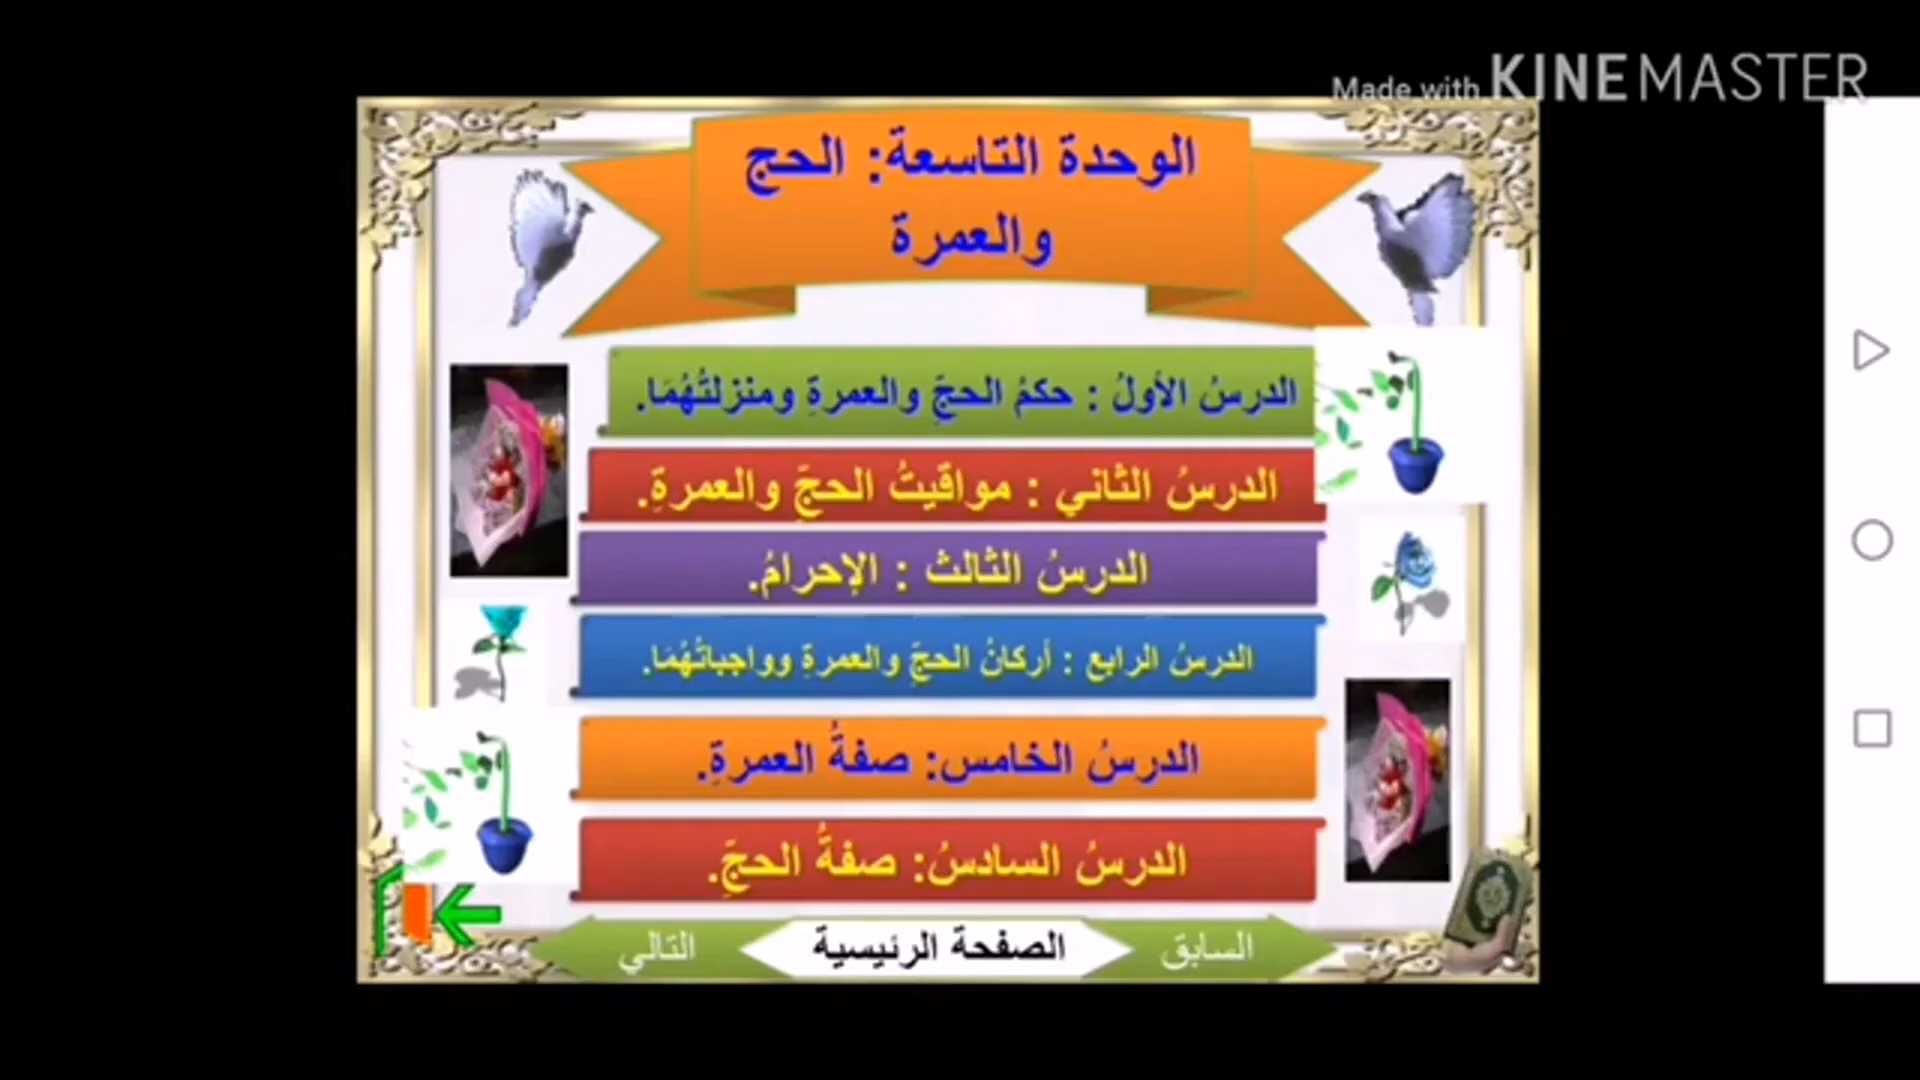 Made with KINEMASTER
الوحدة التاسعة: الحج
والعمرة
الدرسُ الأولُ : حكمُ الحجِّ والعمرةِ ومنزلتُهُمَا.
الدرسُ الثاني : مواقيتُ الحجِّ والعمرةِ.
الدرسُ الثالث : الإحرامُ.
الدرسُ الرابع : أركانُ الحجِّ والعمرةِ وواجباتُهُمَا.
الدرسُ الخامس: صفةُ العمرةِ.
الدرسُ السادسُ: صفةُ الحجِّ.
السابق
الصفحة الرئيسية
التالي